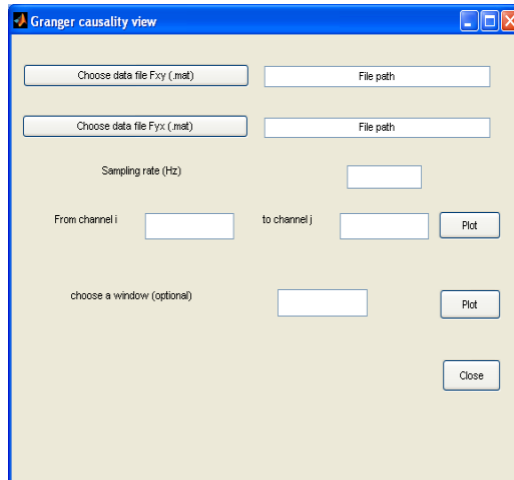 Granger causality view
Choose data file Fxy (.mat) File path
Choose data file Fyx (.mat) File path
Sampling rate (Hz)
From channel i to channel j Plot
choose a window (optional) Plot
Close